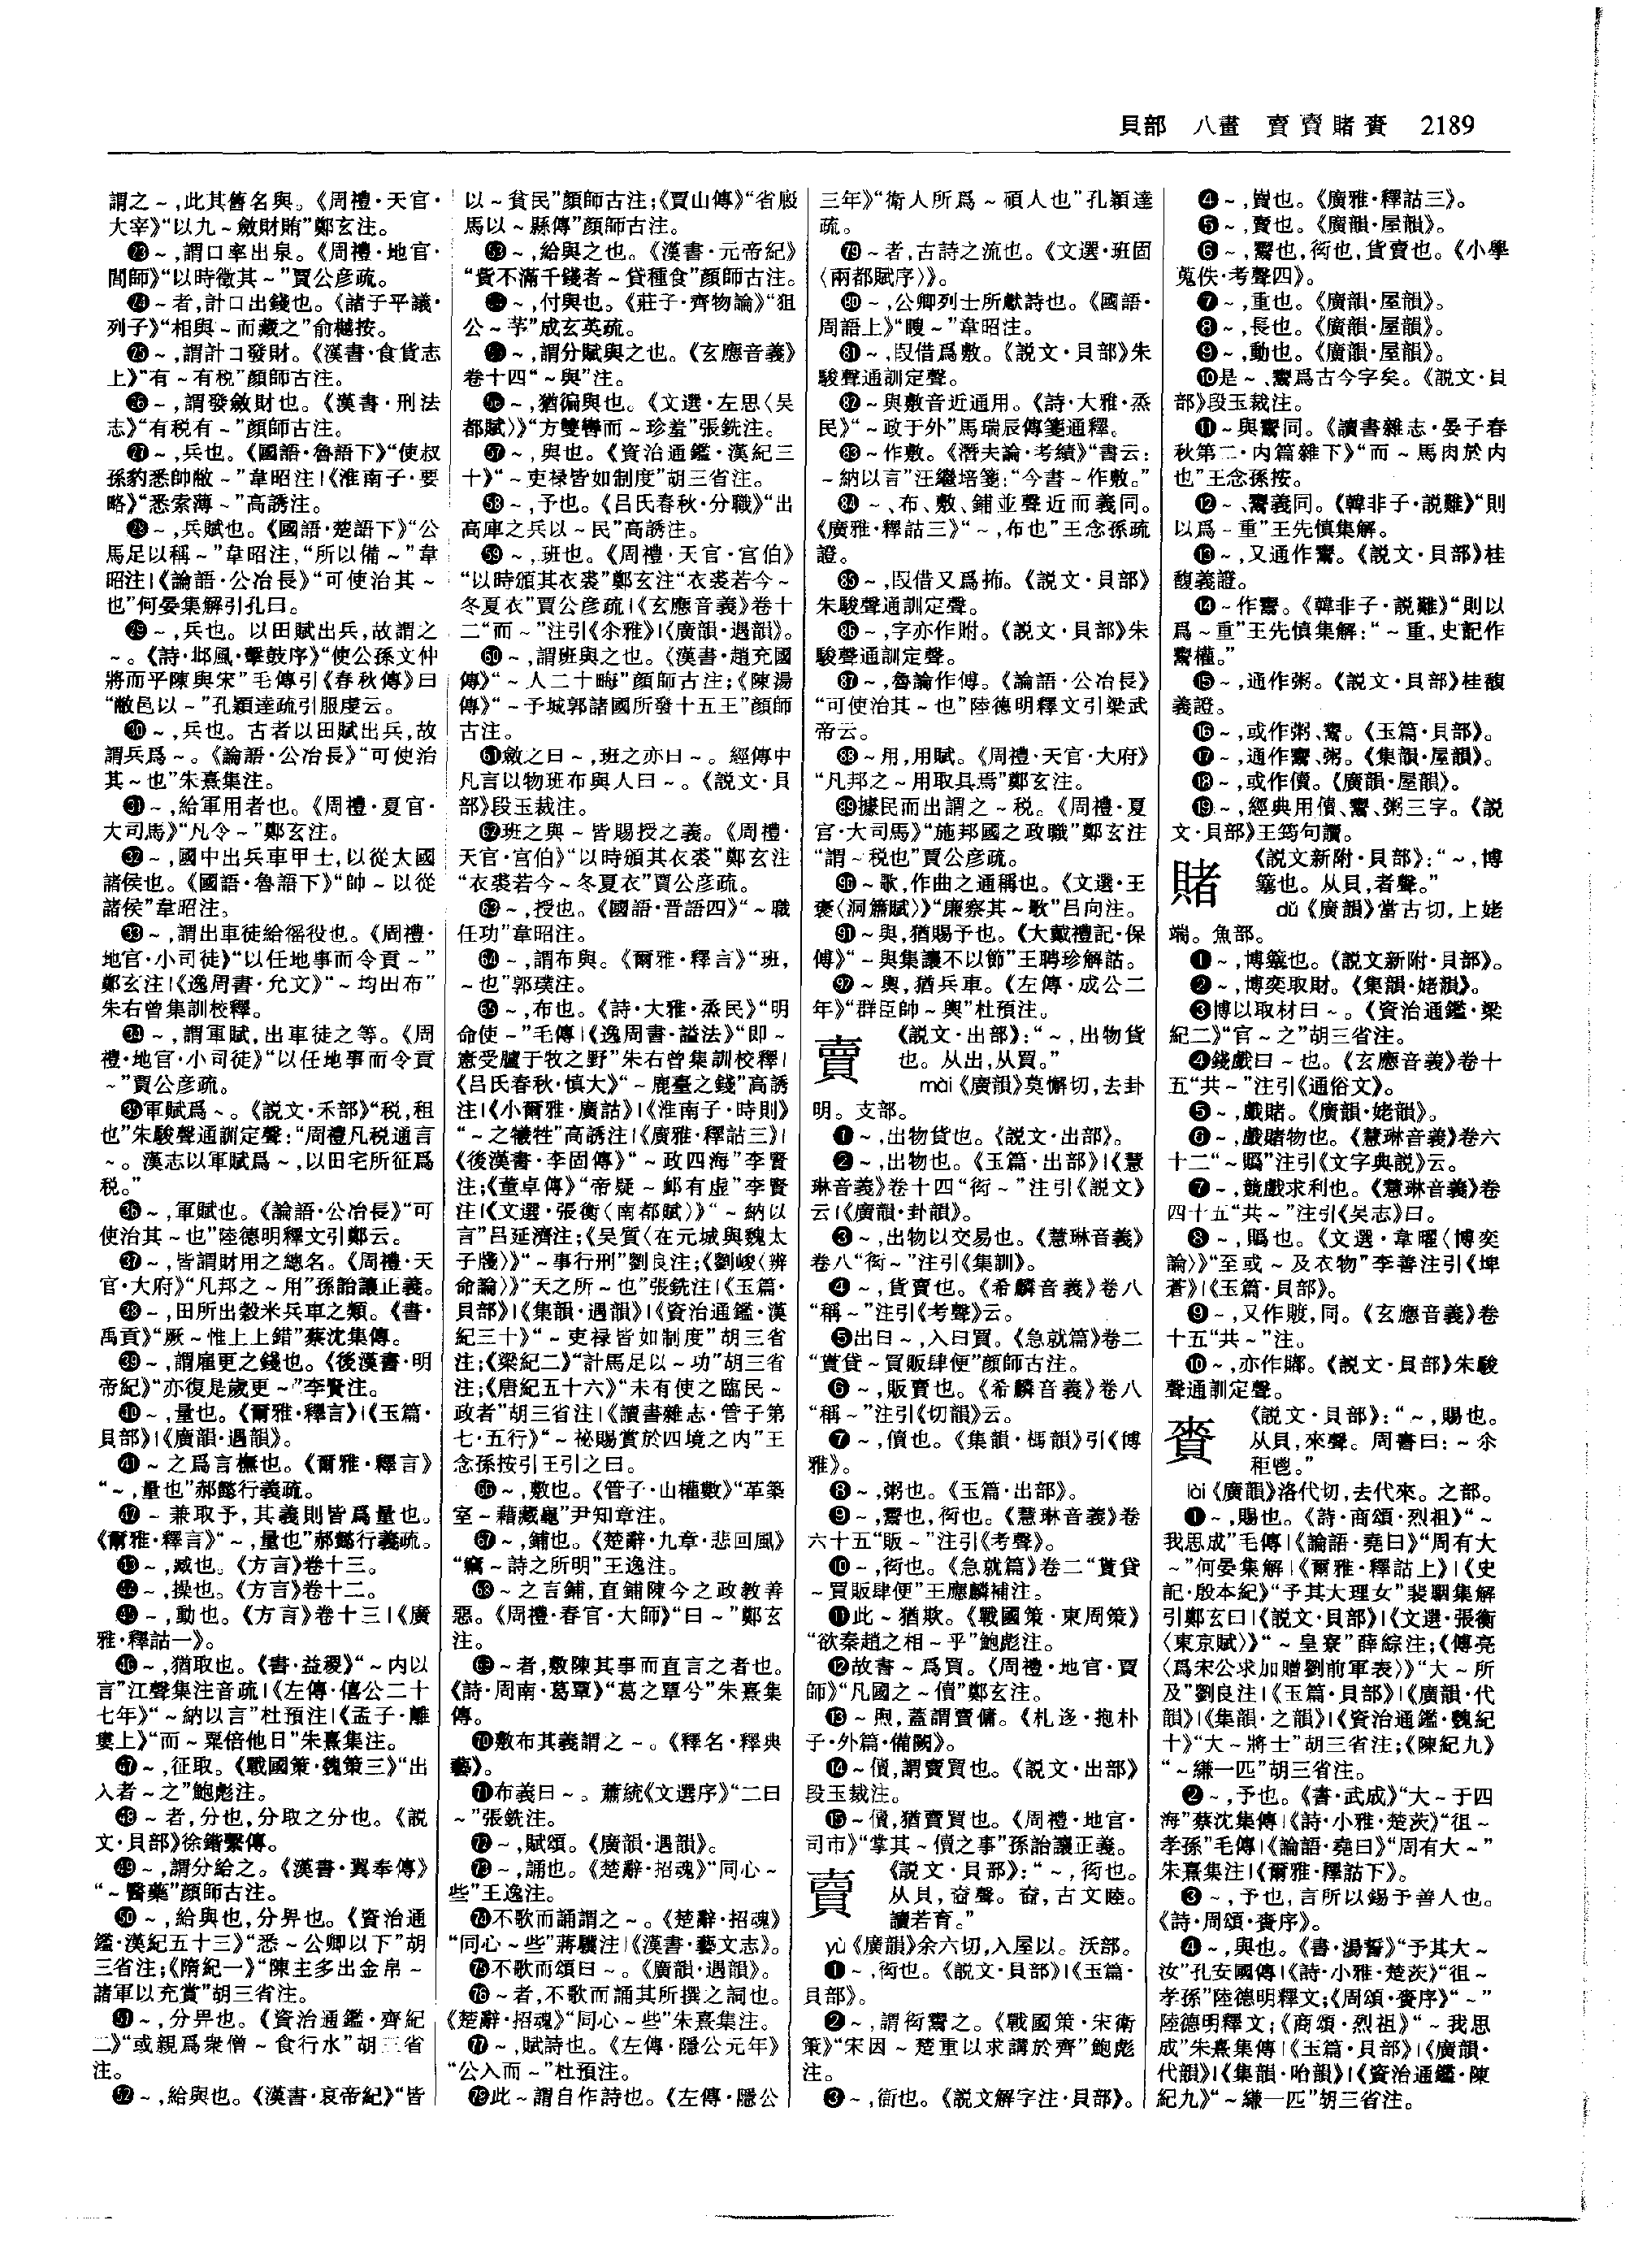 貝部　八畫　賣賣賭賚　2189
謂之～，此其舊名與。《周禮·天官·
大宰》“以九～斂財賄”鄭玄注。
㉓～，謂口率出泉。《周禮·地官·
閭師》“以時徵其～”賈公彦疏。
㉔～者，計口出錢也。《諸子平議·
列子》“相與～而藏之”俞樾按。
㉕～，謂計口發財。《漢書·食貨志
上》“有～有税”顔師古注。
㉖～，謂發斂財也。《漢書·刑法
志》“有税有～”顔師古注。
㉗～，兵也。《國語·魯語下》“使叔
孫豹悉帥敝～”韋昭注|《淮南子·要
略》“悉索薄～”高誘注。
㉘～，兵賦也。《國語·楚語下》“公
馬足以稱～”韋昭注，“所以備～”韋
昭注|《論語·公冶長》“可使治其～
也”何晏集解引孔曰。
㉙～，兵也。以田賦出兵，故謂之
～。《詩·邶風·擊鼓序》“使公孫文仲
將而平陳與宋”毛傳引《春秋傳》曰
“敝邑以～”孔穎達疏引服虔云。
㉚～，兵也。古者以田賦出兵，故
謂兵爲～。《論語·公冶長》“可使治
其～也”朱熹集注。
㉛～，給軍用者也。《周禮·夏官·
大司馬》“凡令～”鄭玄注。
㉜～，國中出兵車甲士，以從大國
諸侯也。《國語·魯語下》“帥～以從
諸侯”韋昭注。
㉝～，謂出車徒給徭役也。《周禮·
地官·小司徒》“以任地事而令貢～”
鄭玄注|《逸周書·允文》“～均田布”
朱右曾集訓校釋。
㉞～，謂軍賦，出車徒之等。《周
禮·地官·小司徒》“以任地事而令貢
～”賈公彦疏。
㉟軍賦爲～。《説文·禾部》“税，租
也”朱駿聲通訓定聲：“周禮凡税通言
～。漢志以軍賦爲～，以田宅所征爲
税。”
㊱～，軍賦也。《論語·公冶長》“可
使治其～也”陸德明釋文引鄭云。
㊲～，皆謂財用之總名。《周禮·天
官·大府》“凡邦之～用”孫詒讓正義。
㊳～，田所出穀米兵車之類。《書·
禹貢》“厥～惟上上錯”蔡沈集傳。
㊴～，謂雇更之錢也。《後漢書·明
帝紀》“亦復是歲更～”李賢注。
㊵～，量也。《爾雅·釋言》|《玉篇·
貝部》|《廣韻·遇韻》。
㊶～之爲言橅也。《爾雅·釋言》
“～，量也”郝懿行義疏。
㊷～兼取予，其義則皆爲量也。
《爾雅·釋言》“～，量也”郝懿行義疏。
㊸～，臧也。《方言》卷十三。
㊹～，操也。《方言》卷十二。
㊺～，動也。《方言》卷十三|《廣
雅·釋詁一》。
㊻～，猶取也。《書·益稷》“～内以
言”江聲集注音疏|《左傳·僖公二十
七年》“～納以言”杜預注|《孟子·離
婁上》“而～粟倍他日”朱熹集注。
㊼～，征取。《戰國策·魏策三》“出
入者～之”鮑彪注。
㊽～者，分也，分取之分也。《説
文·貝部》徐鍇繫傳。
㊾～，謂分給之。《漢書·翼奉傳》
“～醫藥”顔師古注。
㊿～，給與也，分畀也。《資治通
鑑·漢紀五十三》“悉～公卿以下”胡
三省注；《隋紀一》“陳主多出金帛～
諸軍以充賞”胡三省注。
51～，分畀也。《資治通鑑·齊紀
二》“或親爲衆僧～食行水”胡三省
注。
52～，給與也。《漢書·哀帝紀》“皆
以～貧民”顔師古注；《賈山傳》“省厩
馬以～縣傳”顔師古注。
53～，給與之也。《漢書·元帝紀》
“貲不滿千錢者～貸種食”顔師古注。
54～，付與也。《莊子·齊物論》“狙
公～芧”成玄英疏。
55～，謂分賦與之也。《玄應音義》
卷十四“～與”注。
56～，猶徧與也。《文選·左思〈吴
都賦〉》“方雙轡而～珍羞”張銑注。
57～，與也。《資治通鑑·漢紀三
十》“～吏禄皆如制度”胡三省注。
58～，予也。《吕氏春秋·分職》“出
高庫之兵以～民”高誘注。
59～，班也。《周禮·天官·宫伯》
“以時頒其衣裘”鄭玄注“衣裘若今～
冬夏衣”賈公彦疏|《玄應音義》卷十
二“而～”注引《尒雅》|《廣韻·遇韻》。
60～，謂班與之也。《漢書·趙充國
傳》“～人二十畮”顔師古注；《陳湯
傳》“～予城郭諸國所發十五王”顔師
古注。
61斂之曰～，班之亦曰～。經傳中
凡言以物班布與人曰～。《説文·貝
部》段玉裁注。
62班之與～皆賜授之義。《周禮·
天官·宫伯》“以時頒其衣裘”鄭玄注
“衣裘若今～冬夏衣”賈公彦疏。
63～，授也。《國語·晋語四》“～職
任功”韋昭注。
64～，謂布與。《爾雅·釋言》“班，
～也”郭璞注。
65～，布也。《詩·大雅·烝民》“明
命使～”毛傳|《逸周書·謚法》“即～
憲受臚于牧之野”朱右曾集訓校釋|
《吕氏春秋·慎大》“～鹿臺之錢”高誘
注|《小爾雅·廣詁》|《淮南子·時則》
“～之犧牲”高誘注|《廣雅·釋詁三》|
《後漢書·李固傳》“～政四海”李賢
注；《董卓傳》“帝疑～郵有虚”李賢
注|《文選·張衡〈南都賦〉》“～納以
言”吕延濟注；《吴質〈在元城與魏太
子牋〉》“～事行刑”劉良注；《劉峻〈辨
命論〉》“天之所～也”張銑注|《玉篇·
貝部》|《集韻·遇韻》|《資治通鑑·漢
紀三十》“～吏禄皆如制度”胡三省
注；《梁紀二》“計馬足以～功”胡三省
注；《唐紀五十六》“未有使之臨民～
政者”胡三省注|《讀書雜志·管子第
七·五行》“～祕賜賞於四境之内”王
念孫按引王引之曰。
66～，敷也。《管子·山權數》“革築
室～藉藏龜”尹知章注。
67～，鋪也。《楚辭·九章·悲回風》
“竊～詩之所明”王逸注。
68～之言鋪，直鋪陳今之政教善
惡。《周禮·春官·大師》“曰～”鄭玄
注。
69～者，敷陳其事而直言之者也。
《詩·周南·葛覃》“葛之覃兮”朱熹集
傳。
70敷布其義謂之～。《釋名·釋典
藝》。
71布義曰～。蕭統《文選序》“二曰
～”張銑注。
72～，賦頌。《廣韻·遇韻》。
73～，誦也。《楚辭·招魂》“同心～
些”王逸注。
74不歌而誦謂之～。《楚辭·招魂》
“同心～些”蔣驥注|《漢書·藝文志》。
75不歌而頌曰～。《廣韻·遇韻》。
76～者，不歌而誦其所撰之詞也。
《楚辭·招魂》“同心～些”朱熹集注。
77～，賦詩也。《左傳·隱公元年》
“公入而～”杜預注。
78此～謂自作詩也。《左傳·隱公
三年》“衛人所爲～碩人也”孔穎達
疏。
79～者，古詩之流也。《文選·班固
〈兩都賦序〉》。
80～，公卿列士所獻詩也。《國語·
周語上》“瞍～”韋昭注。
81～，叚借爲敷。《説文·貝部》朱
駿聲通訓定聲。
82～與敷音近通用。《詩·大雅·烝
民》“～政于外”馬瑞辰傳箋通釋。
83～作敷。《潛夫論·考績》“書云：
～納以言”汪繼培箋：“今書～作敷。”
84～、布、敷、鋪並聲近而義同。
《廣雅·釋詁三》“～，布也”王念孫疏
證。
85～，叚借又爲抪。《説文·貝部》
朱駿聲通訓定聲。
86～，字亦作䝵。《説文·貝部》朱
駿聲通訓定聲。
87～，魯論作傅。《論語·公冶長》
“可使治其～也”陸德明釋文引梁武
帝云。
88～用，用賦。《周禮·天官·大府》
“凡邦之～用取具焉”鄭玄注。
89據民而出謂之～税。《周禮·夏
官·大司馬》“施邦國之政職”鄭玄注
“謂～税也”賈公彦疏。
90～歌，作曲之通稱也。《文選·王
褒〈洞簫賦〉》“廉察其～歌”吕向注。
91～與，猶賜予也。《大戴禮記·保
傅》“～與集讓不以節”王聘珍解詁。
92～輿，猶兵車。《左傳·成公二
年》“群臣帥～輿”杜預注。
賣
《説文·出部》：“～，出物貨
也。从出，从買。”
mài《廣韻》莫懈切，去卦
明。支部。
❶～，出物貨也。《説文·出部》。
❷～，出物也。《玉篇·出部》|《慧
琳音義》卷十四“衒～”注引《説文》
云|《廣韻·卦韻》。
❸～，出物以交易也。《慧琳音義》
卷八“衒～”注引《集訓》。
❹～，貨賣也。《希麟音義》卷八
“稱～”注引《考聲》云。
❺出曰～，入曰買。《急就篇》卷二
“貰貸～買販肆便”顔師古注。
❻～，販賣也。《希麟音義》卷八
“稱～”注引《切韻》云。
❼～，儥也。《集韻·禡韻》引《博
雅》。
❽～，粥也。《玉篇·出部》。
❾～，鬻也，衒也。《慧琳音義》卷
六十五“販～”注引《考聲》。
❿～，衒也。《急就篇》卷二“貰貸
～買販肆便”王應麟補注。
⓫此～猶欺。《戰國策·東周策》
“欲秦趙之相～乎”鮑彪注。
⓬故書～爲買。《周禮·地官·賈
師》“凡國之～儥”鄭玄注。
⓭～煦，蓋謂賣傭。《札迻·抱朴
子·外篇·備闕》。
⓮～儥，謂賣買也。《説文·出部》
段玉裁注。
⓯～儥，猶賣買也。《周禮·地官·
司市》“掌其～儥之事”孫詒讓正義。
賣
《説文·貝部》：“～，衒也。
从貝，㚆聲。㚆，古文睦。
讀若育。”
yù《廣韻》余六切，入屋以。沃部。
❶～，衒也。《説文·貝部》|《玉篇·
貝部》。
❷～，謂衒鬻之。《戰國策·宋衛
策》“宋因～楚重以求講於齊”鮑彪
注。
❸～，衙也。《説文解字注·貝部》。
❹～，𧶠也。《廣雅·釋詁三》。
❺～，賣也。《廣韻·屋韻》。
❻～，鬻也，衒也，貨賣也。《小學
蒐佚·考聲四》。
❼～，重也。《廣韻·屋韻》。
❽～，長也。《廣韻·屋韻》。
❾～，動也。《廣韻·屋韻》。
❿是～、鬻爲古今字矣。《説文·貝
部》段玉裁注。
⓫～與鬻同。《讀書雜志·晏子春
秋第二·内篇雜下》“而～馬肉於内
也”王念孫按。
⓬～、鬻義同。《韓非子·説難》“則
以爲～重”王先慎集解。
⓭～，又通作鬻。《説文·貝部》桂
馥義證。
⓮～作鬻。《韓非子·説難》“則以
爲～重”王先慎集解：“～重，史記作
鬻權。”
⓯～，通作粥。《説文·貝部》桂馥
義證。
⓰～，或作粥、鬻。《玉篇·貝部》。
⓱～，通作鬻、粥。《集韻·屋韻》。
⓲～，或作儥。《廣韻·屋韻》。
⓳～，經典用儥、鬻、粥三字。《説
文·貝部》王筠句讀。
賭
《説文新附·貝部》：“～，博
簺也。从貝，者聲。”
dǔ《廣韻》當古切，上姥
端。魚部。
❶～，博簺也。《説文新附·貝部》。
❷～，博奕取財。《集韻·姥韻》。
❸博以取材曰～。《資治通鑑·梁
紀二》“官～之”胡三省注。
❹錢戲曰～也。《玄應音義》卷十
五“共～”注引《通俗文》。
❺～，戲賭。《廣韻·姥韻》。
❻～，戲賭物也。《慧琳音義》卷六
十二“～賜”注引《文字典説》云。
❼～，競戲求利也。《慧琳音義》卷
四十五“共～”注引《吴志》曰。
❽～，賜也。《文選·韋曜〈博奕
論〉》“至或～及衣物”李善注引《埤
蒼》|《玉篇·貝部》。
❾～，又作賍，同。《玄應音義》卷
十五“共～”注。
❿～，亦作賻。《説文·貝部》朱駿
聲通訓定聲。
賚
《説文·貝部》：“～，賜也。
从貝，來聲。周書曰：～尒
秬鬯。”
lài《廣韻》洛代切，去代來。之部。
❶～，賜也。《詩·商頌·烈祖》“～
我思成”毛傳|《論語·堯曰》“周有大
～”何晏集解|《爾雅·釋詁上》|《史
記·殷本紀》“予其大理女”裴駰集解
引鄭玄曰|《説文·貝部》|《文選·張衡
〈東京賦〉》“～皇寮”薛綜注；《傅亮
〈爲宋公求加贈劉前軍表〉》“大～所
及”劉良注|《玉篇·貝部》|《廣韻·代
韻》|《集韻·之韻》|《資治通鑑·魏紀
十》“大～將士”胡三省注；《陳紀九》
“～縑一匹”胡三省注。
❷～，予也。《書·武成》“大～于四
海”蔡沈集傳|《詩·小雅·楚茨》“徂～
孝孫”毛傳|《論語·堯曰》“周有大～”
朱熹集注|《爾雅·釋詁下》。
❸～，予也，言所以錫予善人也。
《詩·周頌·賚序》。
❹～，與也。《書·湯誓》“予其大～
汝”孔安國傳|《詩·小雅·楚茨》“徂～
孝孫”陸德明釋文；《周頌·賚序》“～”
陸德明釋文；《商頌·烈祖》“～我思
成”朱熹集傳|《玉篇·貝部》|《廣韻·
代韻》|《集韻·咍韻》|《資治通鑑·陳
紀九》“～縑一匹”胡三省注。